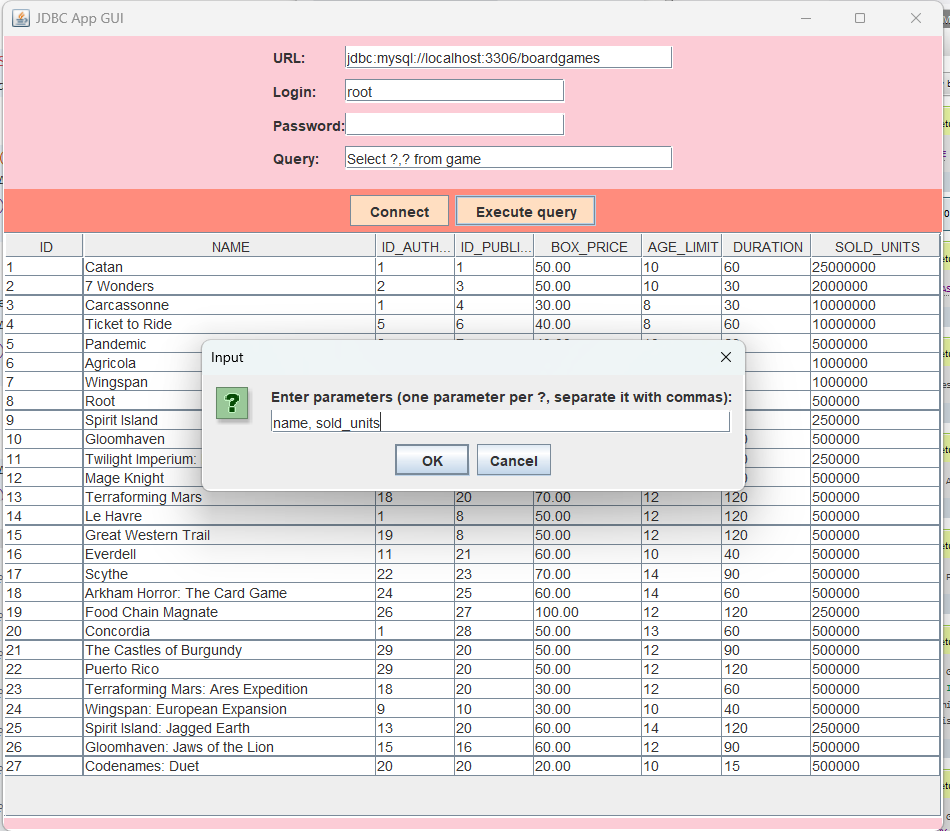 JDBC App GUI
URL: jdbc:mysql://localhost:3306/boardgames
Login: root
Password:
Query: Select ?,? from game
Connect Execute query
ID NAME ID_AUTH... ID_PUBLI... BOX_PRICE AGE_LIMIT DURATION SOLD_UNITS
1 Catan 1 1 50.00 10 60 25000000
2 7 Wonders 2 3 50.00 10 30 2000000
3 Carcassonne 1 4 30.00 8 30 10000000
4 Ticket to Ride 5 6 40.00 8 60 10000000
5 Pandemic 5000000
6 Agricola 1000000
7 Wingspan 1000000
8 Root 500000
9 Spirit Island 250000
10 Gloomhaven 500000
11 Twilight Imperium: 250000
12 Mage Knight 500000
Input
Enter parameters (one parameter per ?, separate it with commas):
name, sold_units
OK Cancel
13 Terraforming Mars 18 20 70.00 12 120 500000
14 Le Havre 1 8 50.00 12 120 500000
15 Great Western Trail 19 8 50.00 12 120 500000
16 Everdell 11 21 60.00 10 40 500000
17 Scythe 22 23 70.00 14 90 500000
18 Arkham Horror: The Card Game 24 25 60.00 14 60 500000
19 Food Chain Magnate 26 27 100.00 12 120 250000
20 Concordia 1 28 50.00 13 60 500000
21 The Castles of Burgundy 29 20 50.00 12 90 500000
22 Puerto Rico 29 20 50.00 12 120 500000
23 Terraforming Mars: Ares Expedition 18 20 30.00 12 60 500000
24 Wingspan: European Expansion 9 10 30.00 10 40 500000
25 Spirit Island: Jagged Earth 13 20 60.00 14 120 250000
26 Gloomhaven: Jaws of the Lion 15 16 60.00 12 90 500000
27 Codenames: Duet 20 20 20.00 10 15 500000